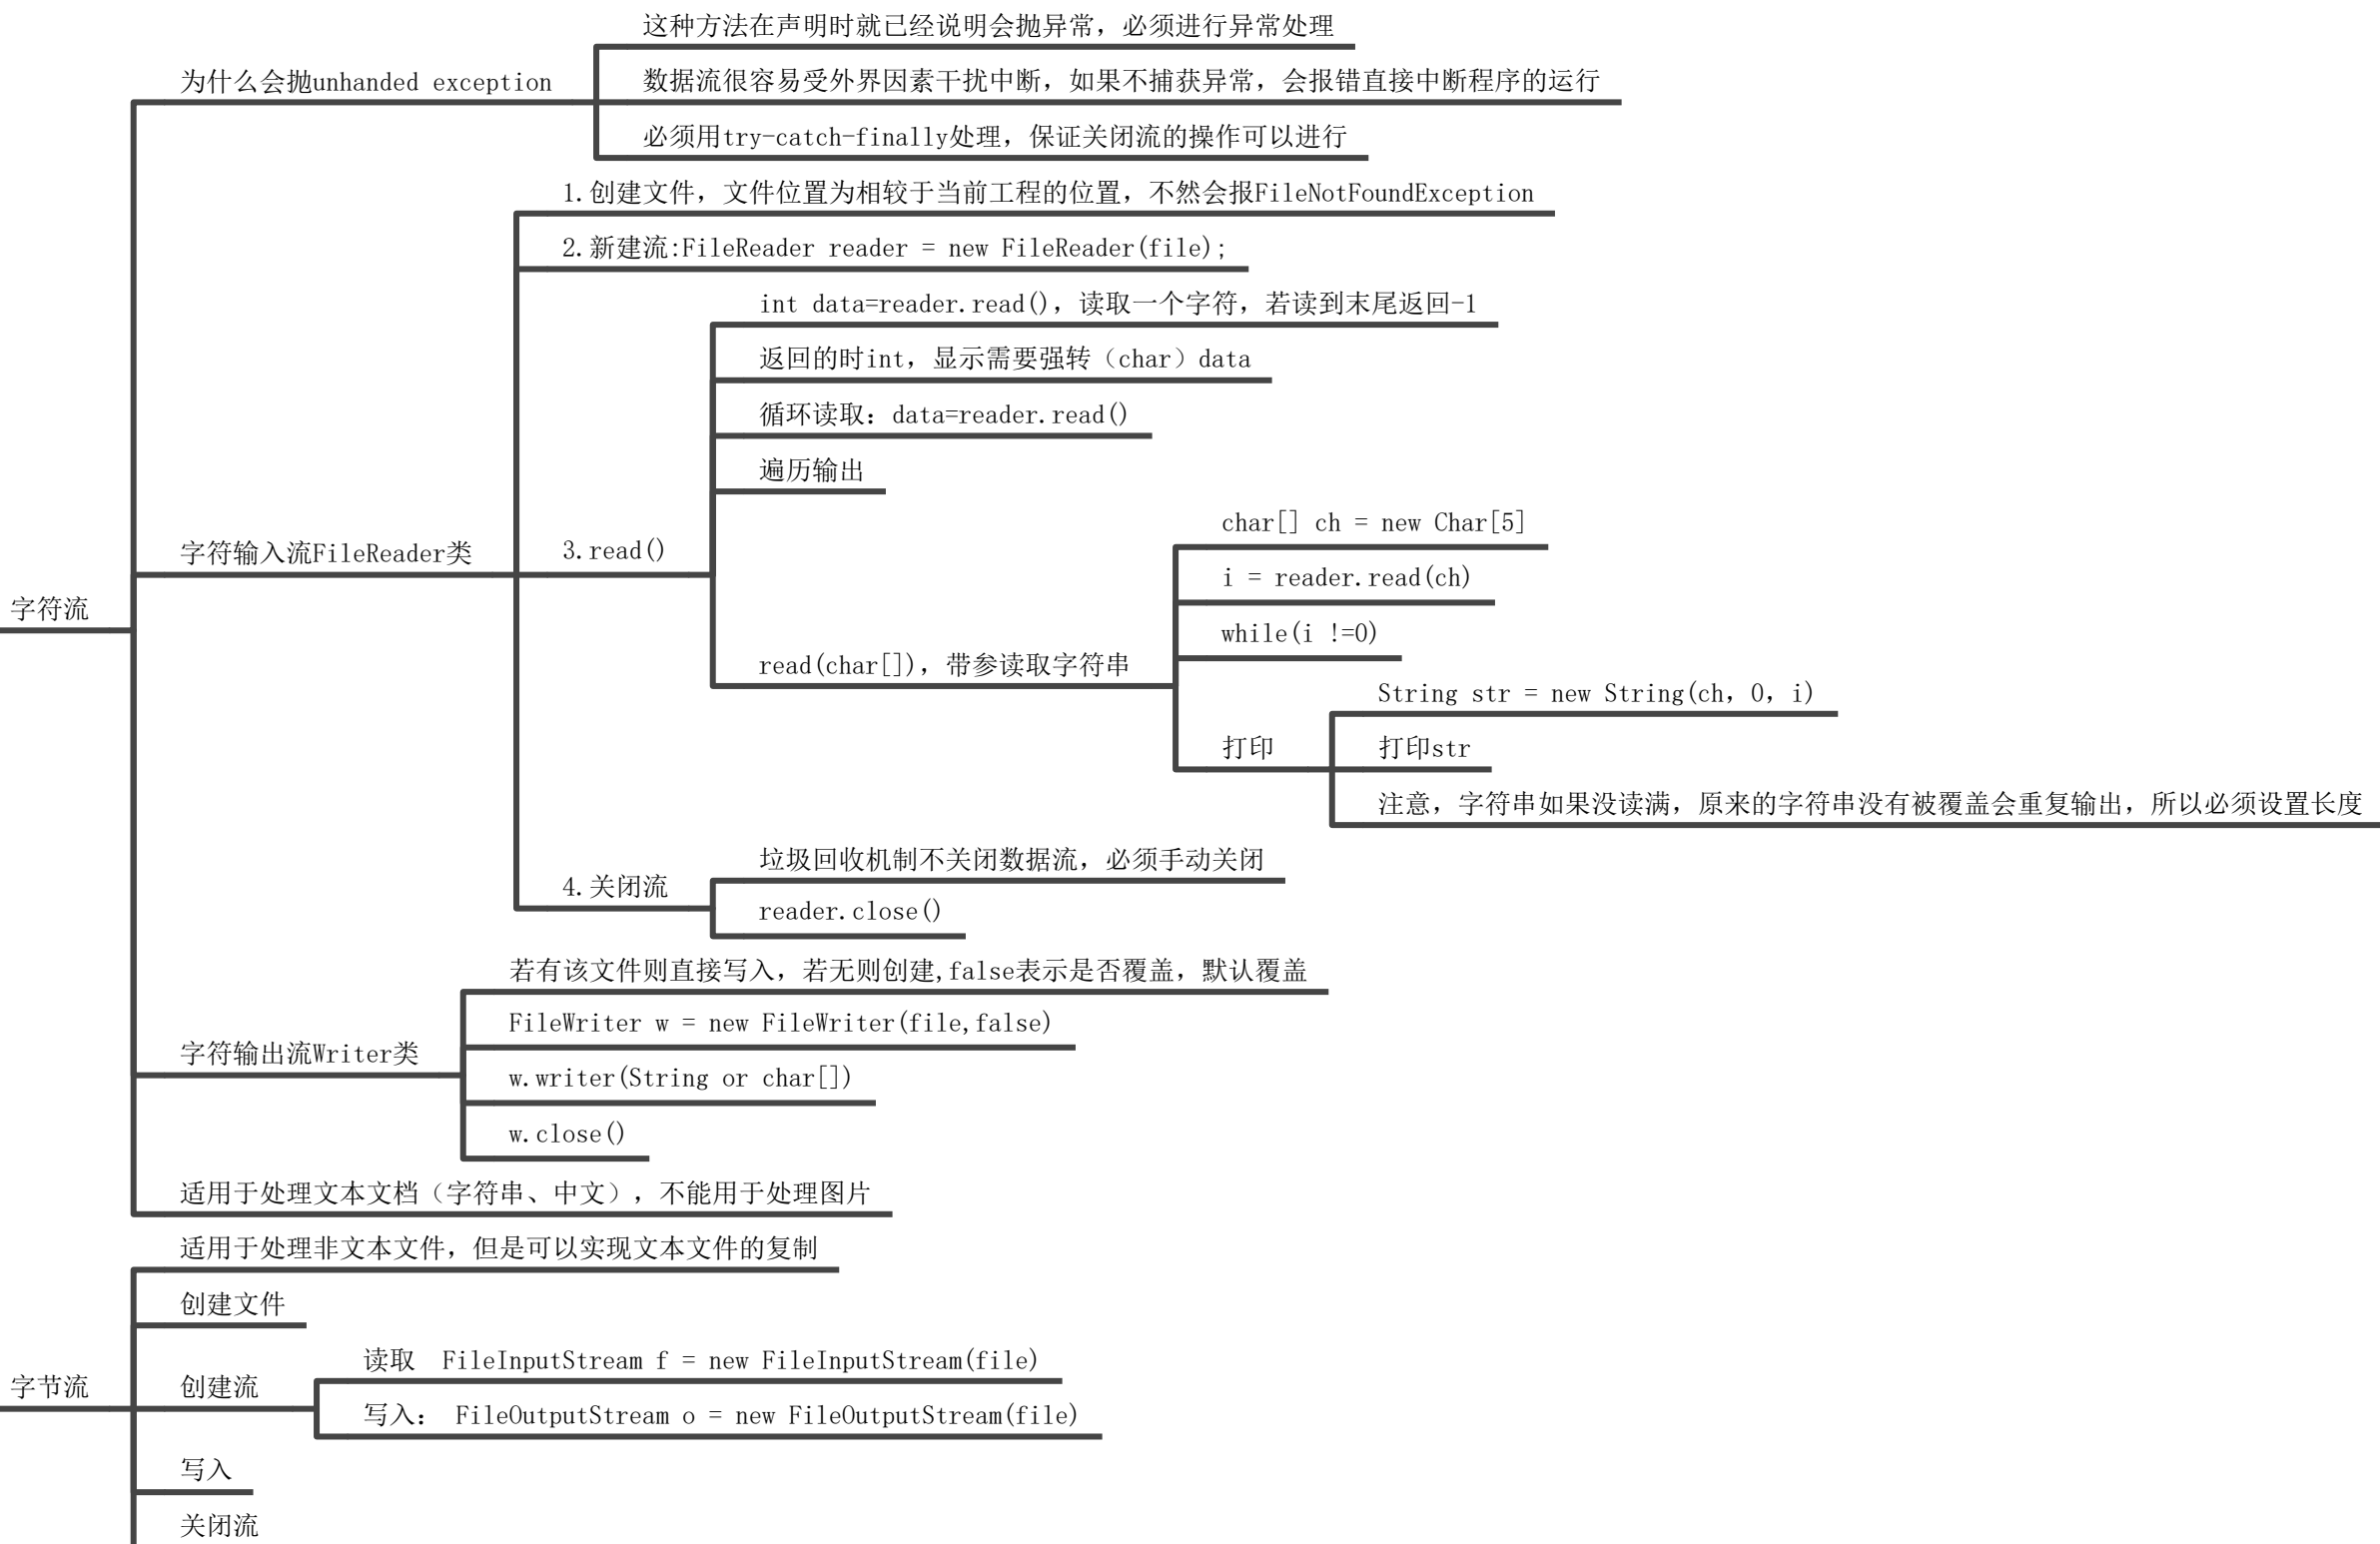 这种方法在声明时就已经说明会抛异常，必须进行异常处理
为什么会抛unhanded exception
数据流很容易受外界因素干扰中断，如果不捕获异常，会报错直接中断程序的运行
必须用try-catch-finally处理，保证关闭流的操作可以进行
1.创建文件，文件位置为相较于当前工程的位置，不然会报FileNotFoundException
2.新建流:FileReader reader = new FileReader(file);
int data=reader.read()，读取一个字符，若读到末尾返回-1
返回的时int，显示需要强转（char）data
循环读取：data=reader.read()
遍历输出
字符输入流FileReader类
3.read()
char[] ch = new Char[5]
i = reader.read(ch)
字符流
while(i !=0)
read(char[])，带参读取字符串
String str = new String(ch，0，i)
打印
打印str
注意，字符串如果没读满，原来的字符串没有被覆盖会重复输出，所以必须设置长度
垃圾回收机制不关闭数据流，必须手动关闭
4.关闭流
reader.close()
若有该文件则直接写入，若无则创建,false表示是否覆盖，默认覆盖
FileWriter w = new FileWriter(file,false)
字符输出流Writer类
w.writer(String or char[])
w.close()
适用于处理文本文档（字符串、中文），不能用于处理图片
适用于处理非文本文件，但是可以实现文本文件的复制
创建文件
读取 FileInputStream f = new FileInputStream(file)
字节流
创建流
写入： FileOutputStream o = new FileOutputStream(file)
写入
关闭流